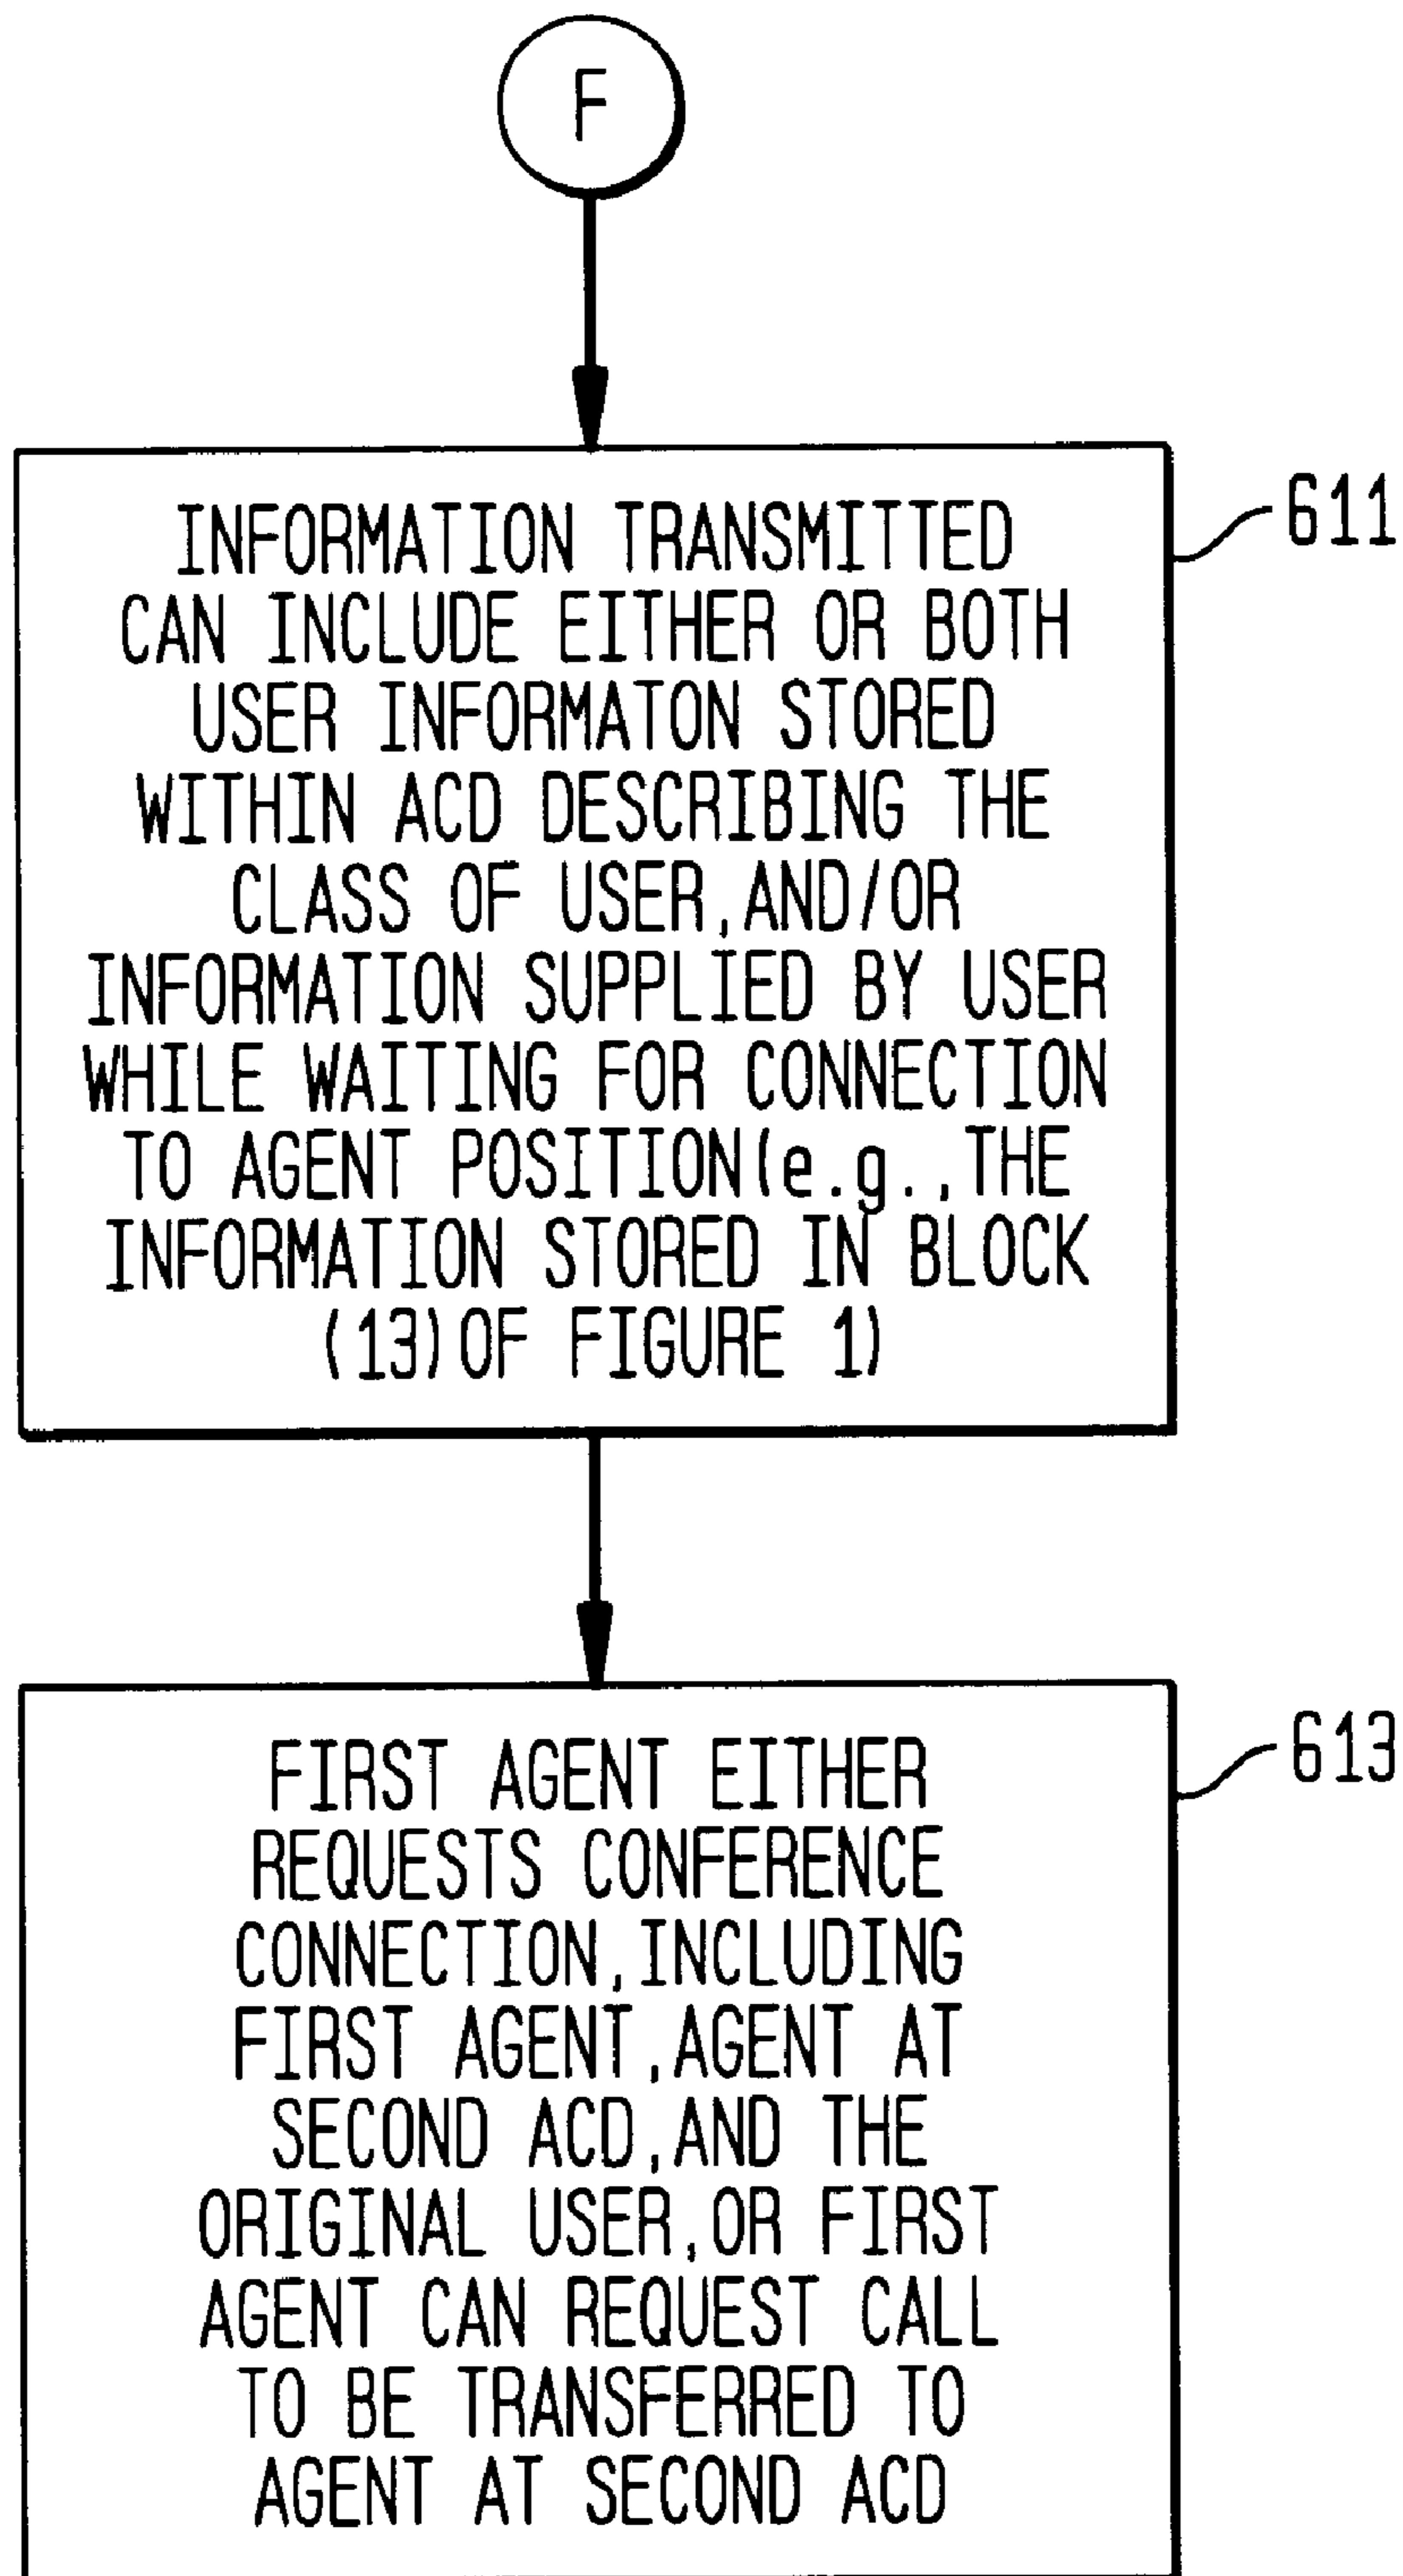 F
611
INFORMATION TRANSMITTED
CAN INCLUDE EITHER OR BOTH
USER INFORMATON STORED
WITHIN ACD DESCRIBING THE
CLASS OF USER,AND/OR
INFORMATION SUPPLIED BY USER
WHILE WAITING FOR CONNECTION
TO AGENT POSITION(e.g.,THE
INFORMATION STORED IN BLOCK
(13)OF FIGURE 1)
613
FIRST AGENT EITHER
REQUESTS CONFERENCE
CONNECTION,INCLUDING
FIRST AGENT,AGENT AT
SECOND ACD,AND THE
ORIGINAL USER,OR FIRST
AGENT CAN REQUEST CALL
TO BE TRANSFERRED TO
AGENT AT SECOND ACD